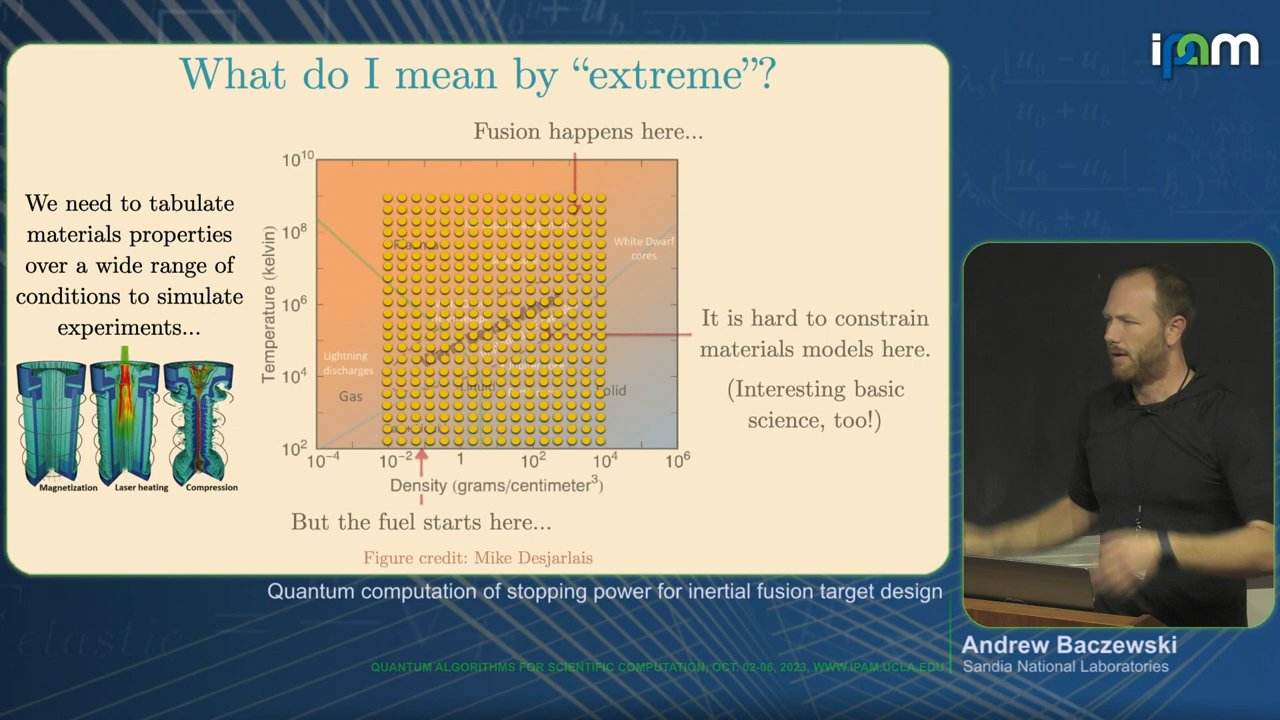 What do I mean by “extreme”?
Fusion happens here...
We need to tabulate
materials properties
over a wide range of
conditions to simulate
experiments...
Magnetization
Laser heating
Compression
Temperature (kelvin)
10^10
10^8
10^6
10^4
10^2
10^-4
10^-2
1
10^2
10^4
10^6
Density (grams/centimeter^3)
White Dwarf
cores
Lightning
discharges
Gas
Plasma
Liquid
It is hard to constrain
materials models here.
(Interesting basic
science, too!)
But the fuel starts here...
Figure credit: Mike Desjarlais
ipam
Quantum computation of stopping power for inertial fusion target design
Andrew Baczewski
Sandia National Laboratories
QUANTUM ALGORITHMS FOR SCIENTIFIC COMPUTATION, OCT. 02-06, 2023, WWW.IPAM.UCLA.EDU